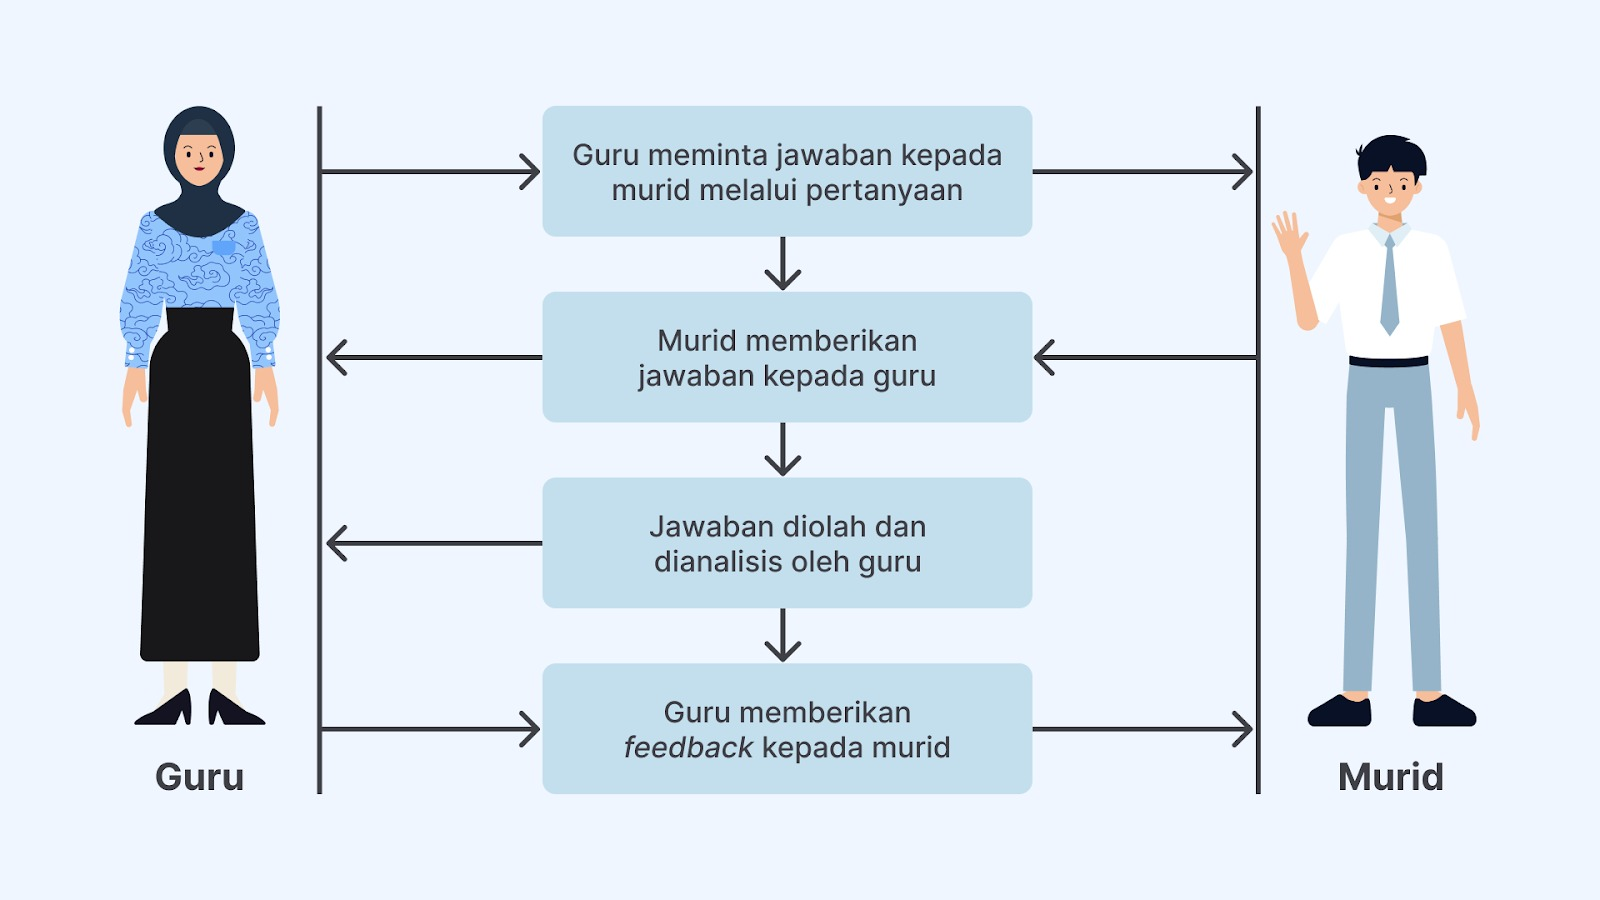 Guru meminta jawaban kepada
murid melalui pertanyaan
Murid memberikan
jawaban kepada guru
Jawaban diolah dan
dianalisis oleh guru
Guru memberikan
feedback kepada murid
Guru
Murid